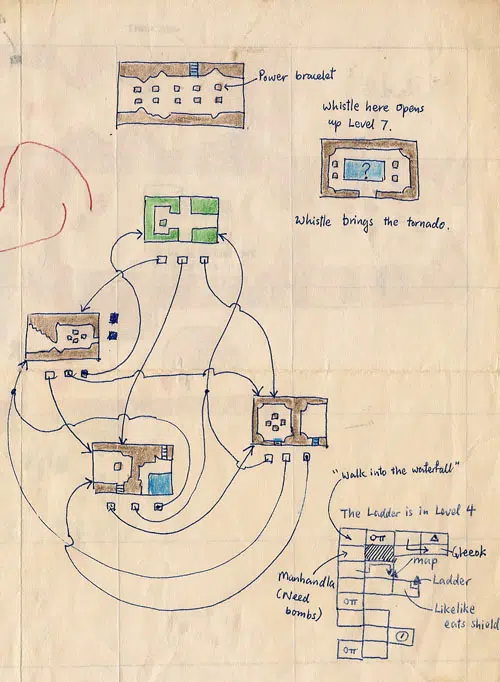 Power bracelet
Whistle here opens
up Level 7.
?
Whistle brings the tornado.
"Walk into the waterfall"
The Ladder is in Level 4
Gleeok
map
Manhandla
(Need
bombs)
Ladder
Likelike
eats shield